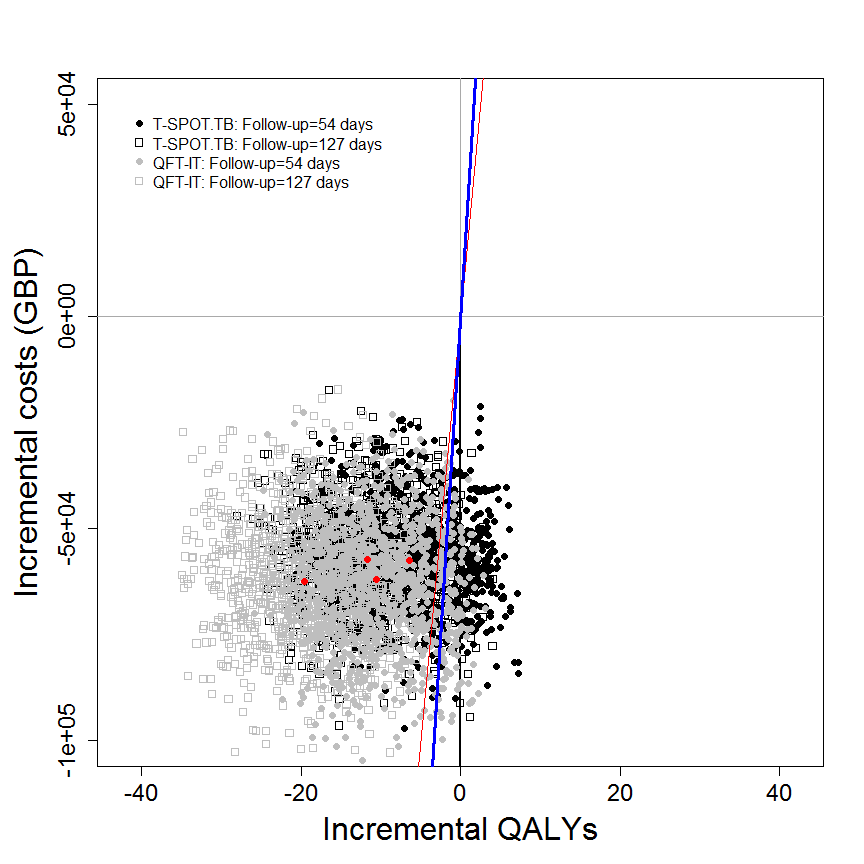 T-SPOT.TB: Follow-up=54 days
T-SPOT.TB: Follow-up=127 days
QFT-IT: Follow-up=54 days
QFT-IT: Follow-up=127 days
Incremental costs (GBP)
5e+04
0e+00
-5e+04
-1e+05
-40 -20 0 20 40
Incremental QALYs